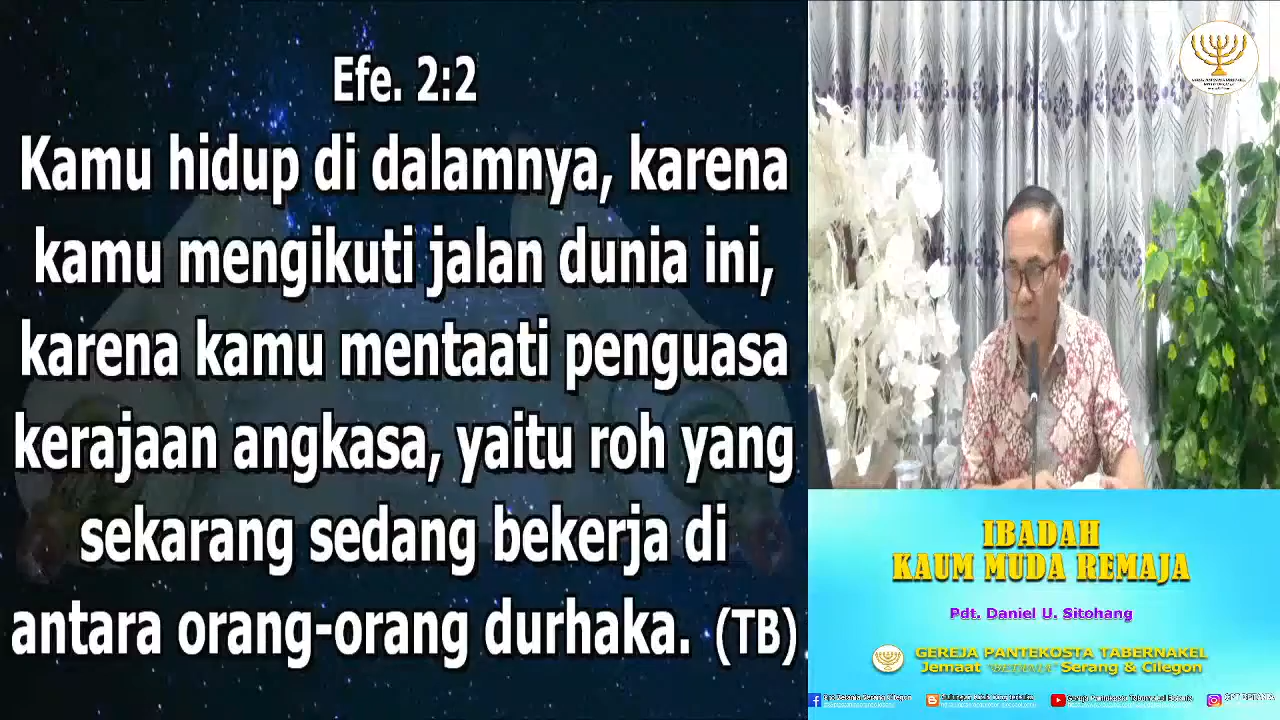 Efe. 2:2
Kamu hidup di dalamnya, karena
kamu mengikuti jalan dunia ini,
karena kamu mentaati penguasa
kerajaan angkasa, yaitu roh yang
sekarang sedang bekerja di
antara orang-orang durhaka. (TB)
IBADAH
KAUM MUDA REMAJA
Pdt. Daniel U. Sitohang
GEREJA PANTEKOSTA TABERNAKEL
Jemaat "BETANIA" Serang & Cilegon